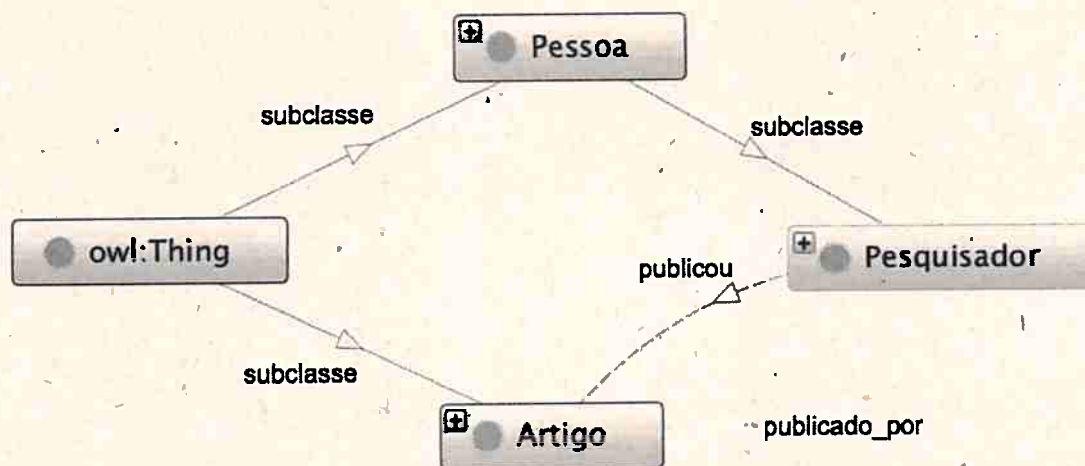 Pessoa
subclasse
subclasse
owl:Thing
Pesquisador
publicou
subclasse
Artigo
publicado_por